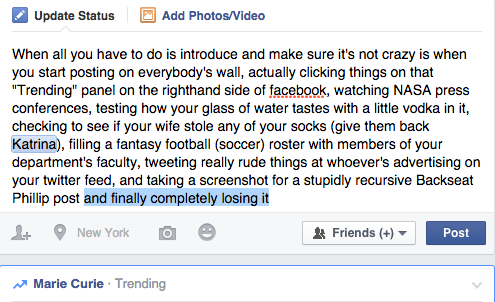 Update Status Add Photos/Video
When all you have to do is introduce and make sure it's not crazy is when
you start posting on everybody's wall, actually clicking things on that
"Trending" panel on the righthand side of facebook, watching NASA press
conferences, testing how your glass of water tastes with a little vodka in it,
checking to see if your wife stole any of your socks (give them back
Katrina), filling a fantasy football (soccer) roster with members of your
department's faculty, tweeting really rude things at whoever's advertising on
your twitter feed, and taking a screenshot for a stupidly recursive Backseat
Phillip post and finally completely losing it
New York Friends (+) Post
Marie Curie · Trending